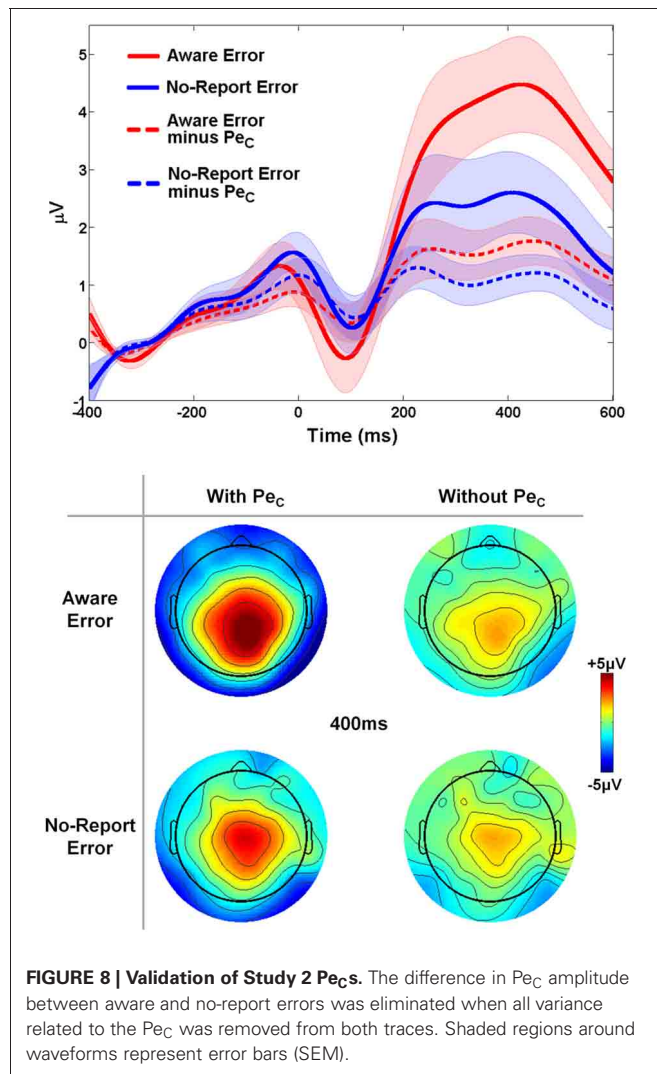 5
4
3
2
1
0
-1
μV
Aware Error
No-Report Error
Aware Error
minus PeC
No-Report Error
minus PeC
-400
-200
0
200
400
600
Time (ms)
With PeC
Without PeC
Aware
Error
400ms
+5μV
-5μV
No-Report
Error
FIGURE 8 | Validation of Study 2 PeCs. The difference in PeC amplitude
between aware and no-report errors was eliminated when all variance
related to the PeC was removed from both traces. Shaded regions around
waveforms represent error bars (SEM).